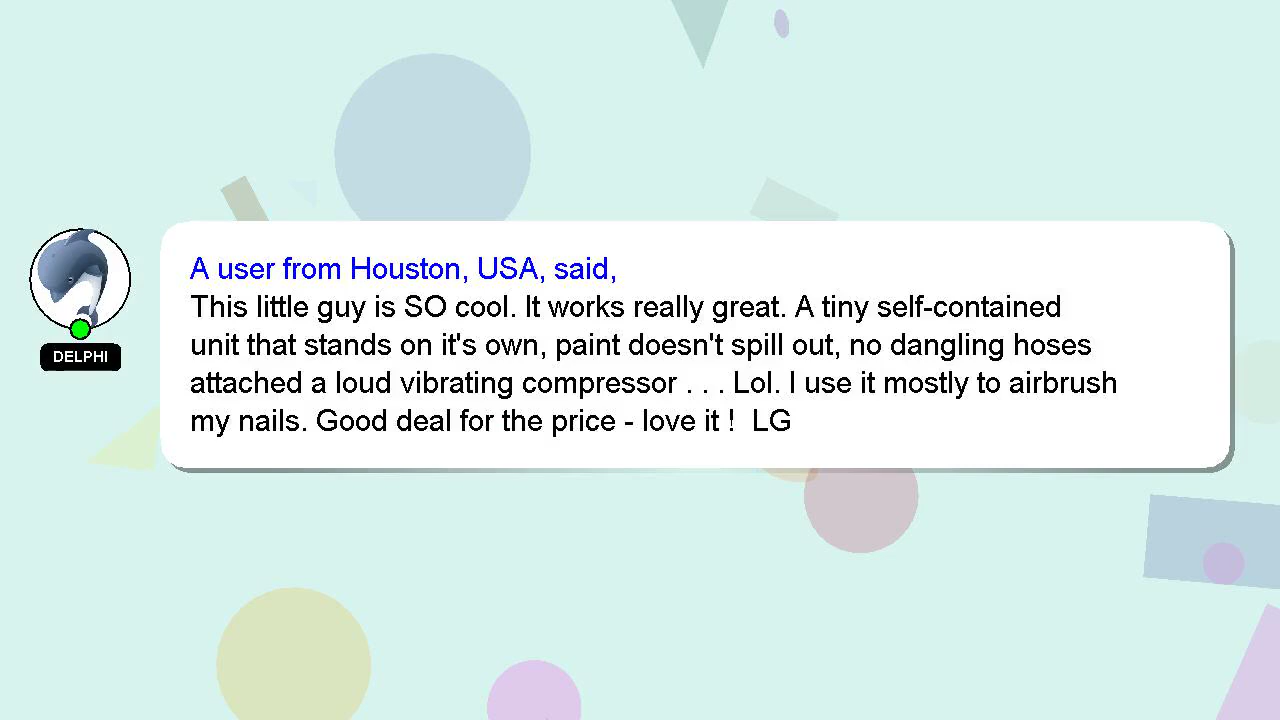 A user from Houston, USA, said,
This little guy is SO cool. It works really great. A tiny self-contained
unit that stands on it's own, paint doesn't spill out, no dangling hoses
attached a loud vibrating compressor . . . Lol. I use it mostly to airbrush
my nails. Good deal for the price - love it !  LG
DELPHI